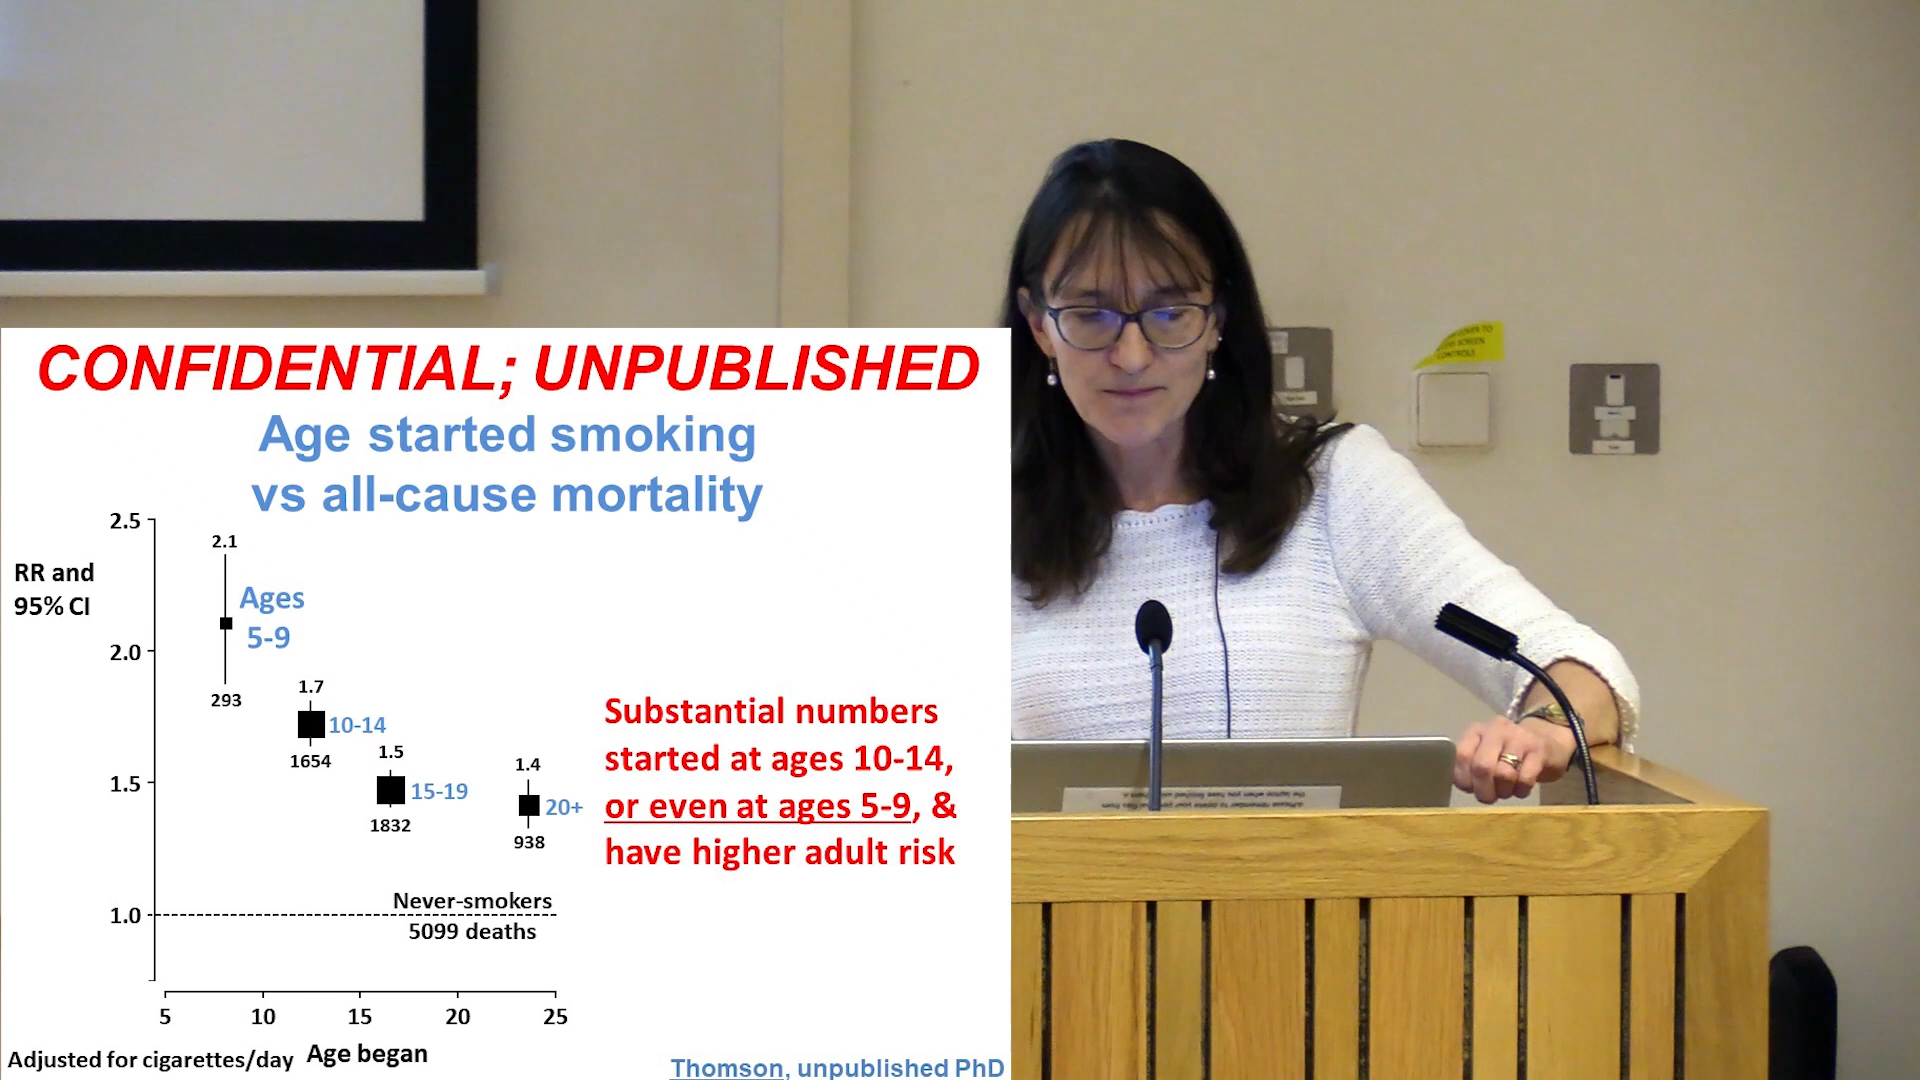 CONFIDENTIAL; UNPUBLISHED
Age started smoking
vs all-cause mortality
2.5
RR and
95% CI
2.1
Ages
5-9
2.0
293
1.7
10-14
1654
1.5
15-19
1832
1.4
20+
938
1.5
Substantial numbers
started at ages 10-14,
or even at ages 5-9, &
have higher adult risk
Never-smokers
1.0
5099 deaths
5 10 15 20 25
Adjusted for cigarettes/day
Age began
Thomson, unpublished PhD
SCREEN
CONTROLS